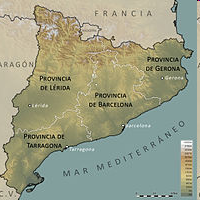 FRANCIA
ARAGÓN
PROVINCIA
DE GERONA
Gerona
PROVINCIA
DE LÉRIDA
PROVINCIA
DE BARCELONA
Lérida
Barcelona
PROVINCIA DE
TARRAGONA
Tarragona
MAR MEDITERRÁNEO
C.V.